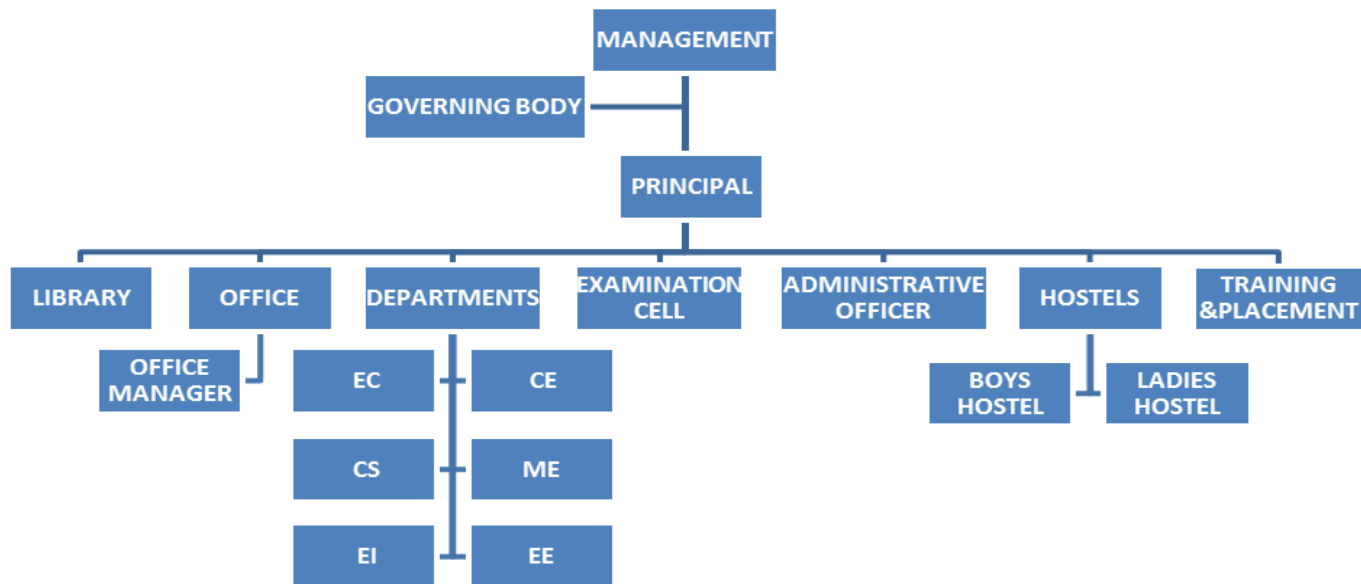 MANAGEMENT
GOVERNING BODY
PRINCIPAL
LIBRARY
OFFICE
DEPARTMENTS
EXAMINATION
CELL
ADMINISTRATIVE
OFFICER
HOSTELS
TRAINING
&PLACEMENT
OFFICE
MANAGER
EC
CE
BOYS
HOSTEL
LADIES
HOSTEL
CS
ME
EI
EE